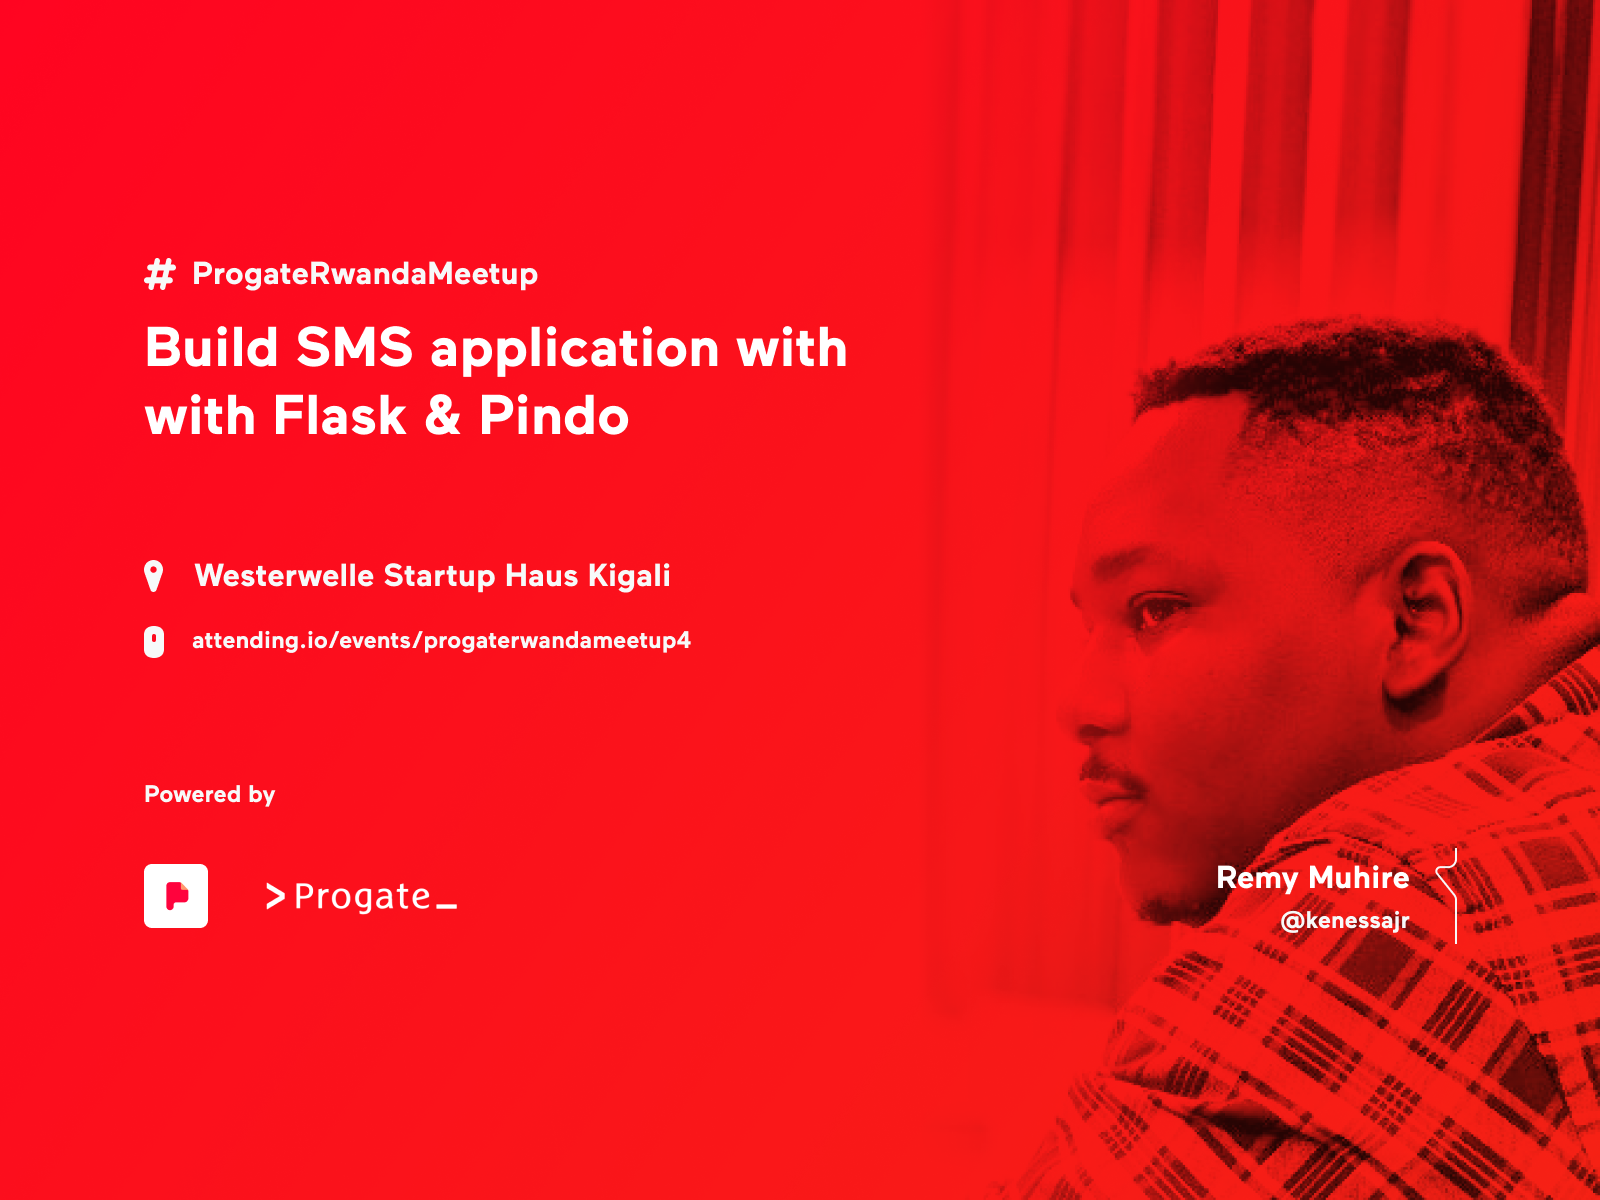 # ProgateRwandaMeetup
Build SMS application with
with Flask & Pindo
Westerwelle Startup Haus Kigali
attending.io/events/progaterwandameetup4
Powered by
P
>Progate_
Remy Muhire
@kenessajr